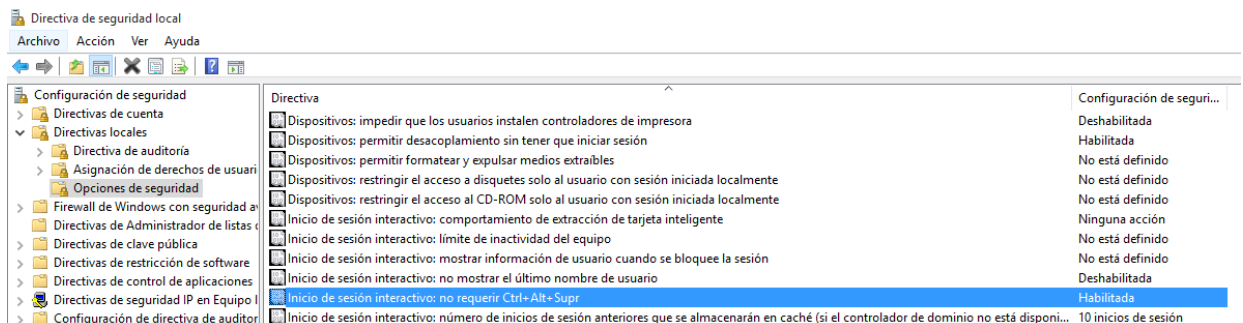 Directiva de seguridad local
Archivo Acción Ver Ayuda
Configuración de seguridad
Directivas de cuenta
Directivas locales
Directiva de auditoría
Asignación de derechos de usuari
Opciones de seguridad
Firewall de Windows con seguridad a
Directivas de Administrador de listas
Directivas de clave pública
Directivas de restricción de software
Directivas de control de aplicaciones
Directivas de seguridad IP en Equipo l
Configuración de directiva de auditor
Directiva Configuración de seguri...
Dispositivos: impedir que los usuarios instalen controladores de impresora Deshabilitada
Dispositivos: permitir desacoplamiento sin tener que iniciar sesión Habilitada
Dispositivos: permitir formatear y expulsar medios extraíbles No está definido
Dispositivos: restringir el acceso a disquetes solo al usuario con sesión iniciada localmente No está definido
Dispositivos: restringir el acceso al CD-ROM solo al usuario con sesión iniciada localmente No está definido
Inicio de sesión interactivo: comportamiento de extracción de tarjeta inteligente Ninguna acción
Inicio de sesión interactivo: límite de inactividad del equipo No está definido
Inicio de sesión interactivo: mostrar información de usuario cuando se bloquee la sesión No está definido
Inicio de sesión interactivo: no mostrar el último nombre de usuario Deshabilitada
Inicio de sesión interactivo: no requerir Ctrl+Alt+Supr Habilitada
Inicio de sesión interactivo: número de inicios de sesión anteriores que se almacenarán en caché (si el controlador de dominio no está disponi... 10 inicios de sesión